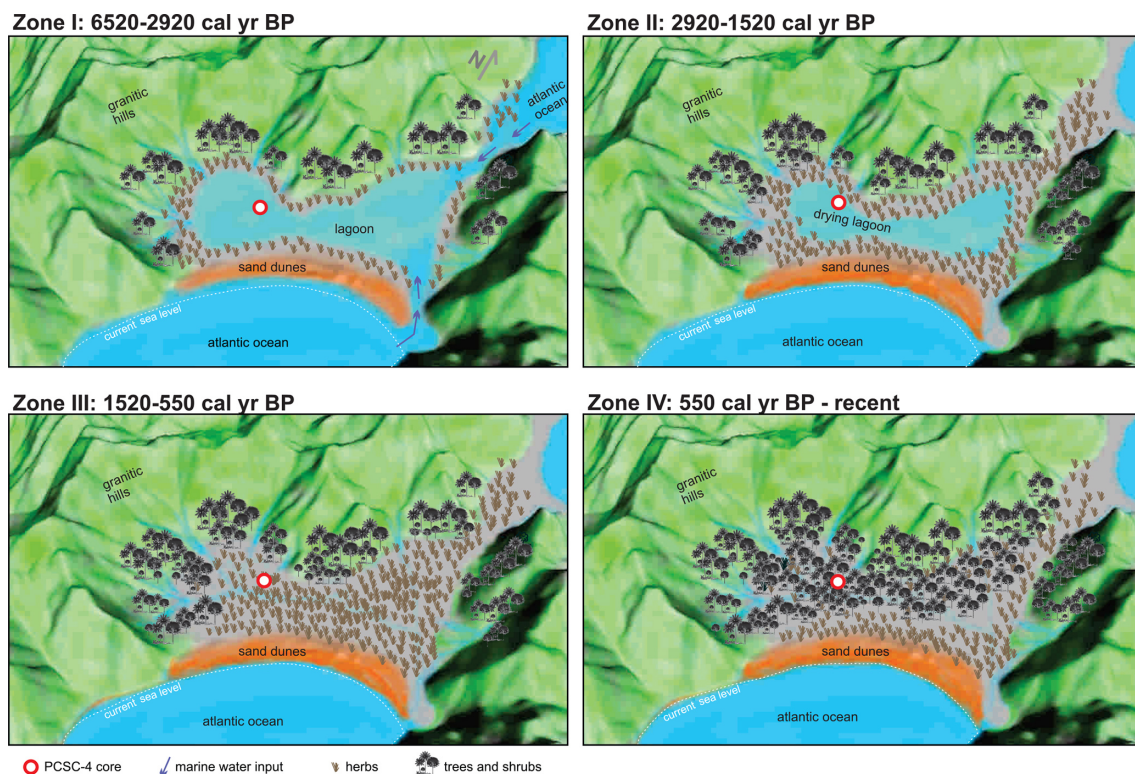 Zone I: 6520-2920 cal yr BP
granitic
hills
N
atlantic
ocean
lagoon
sand dunes
current sea level
atlantic ocean
Zone II: 2920-1520 cal yr BP
granitic
hills
drying lagoon
sand dunes
current sea level
atlantic ocean
Zone III: 1520-550 cal yr BP
granitic
hills
sand dunes
current sea level
atlantic ocean
Zone IV: 550 cal yr BP - recent
granitic
hills
sand dunes
current sea level
atlantic ocean
PCSC-4 core
marine water input
herbs
trees and shrubs